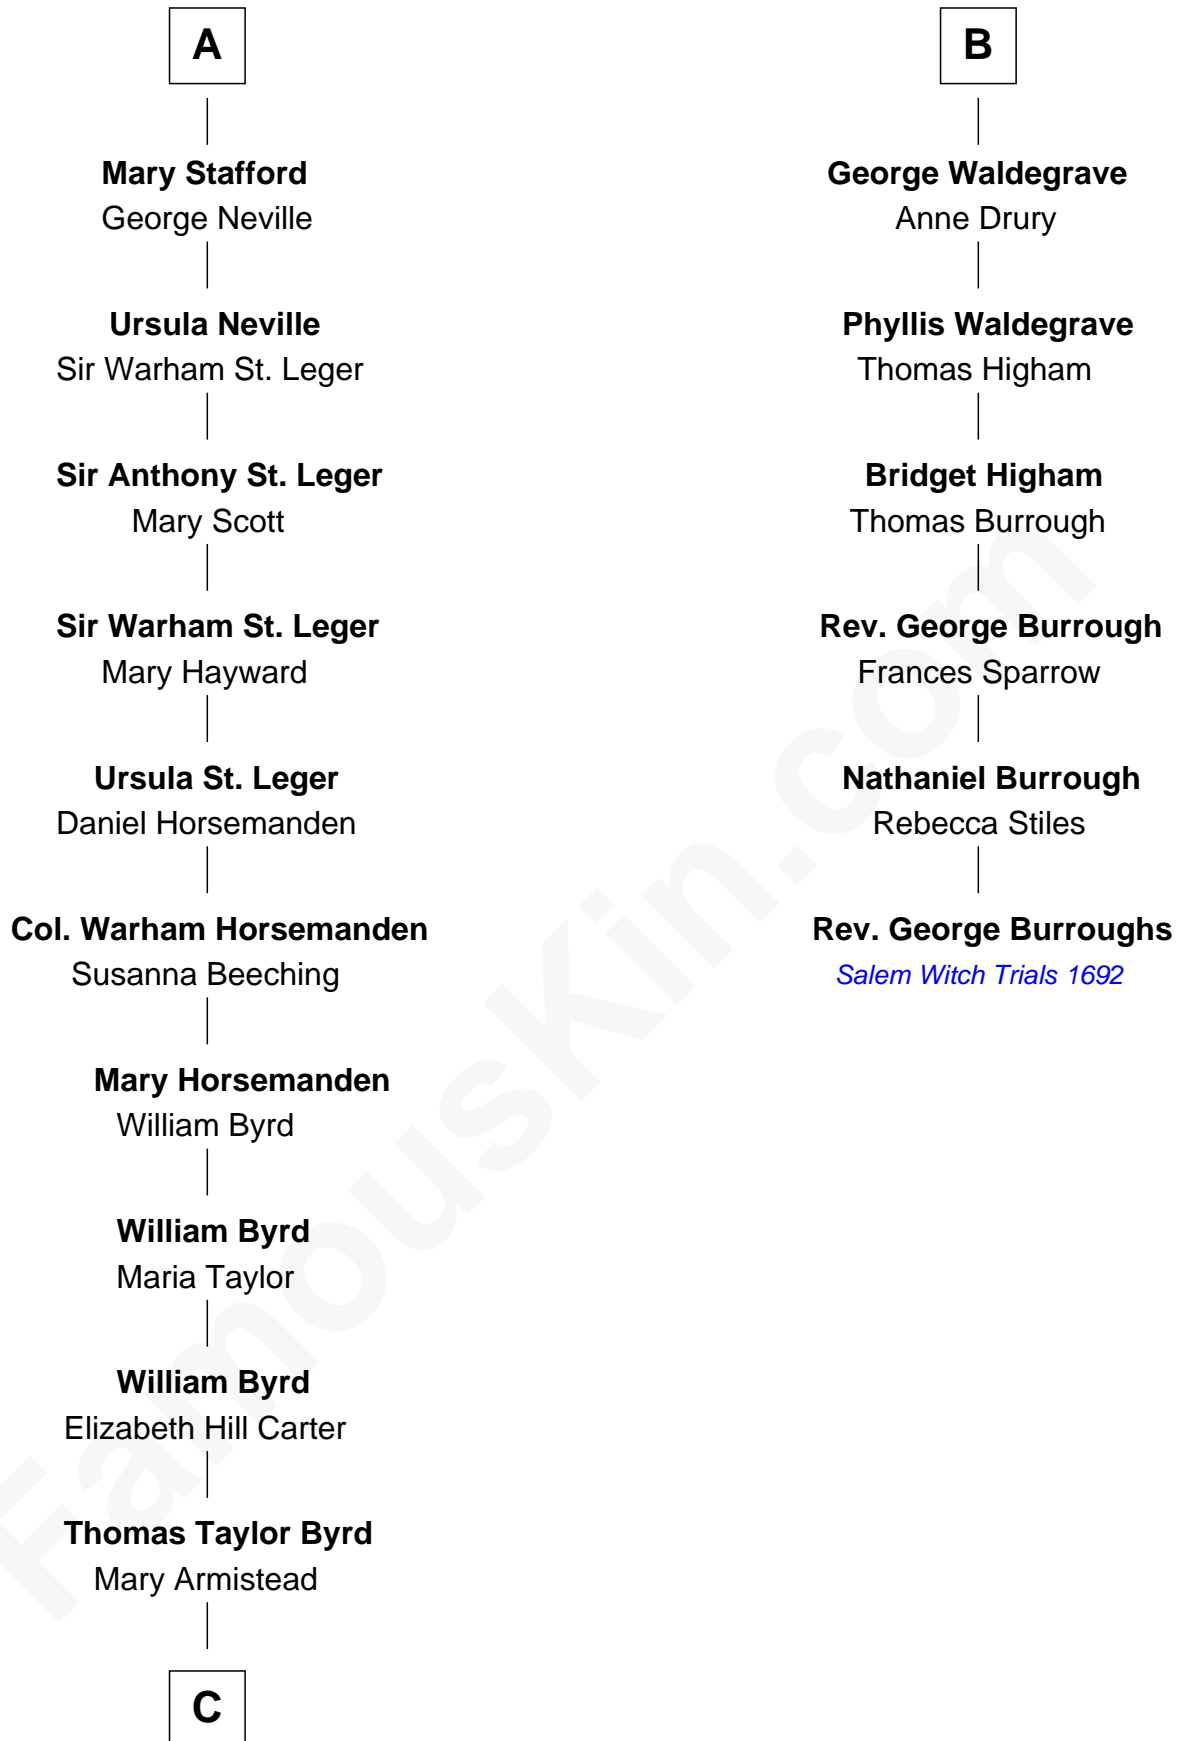 A
Mary Stafford
George Neville
Ursula Neville
Sir Warham St. Leger
Sir Anthony St. Leger
Mary Scott
Sir Warham St. Leger
Mary Hayward
Ursula St. Leger
Daniel Horsemanden
Col. Warham Horsemanden
Susanna Beeching
Mary Horsemanden
William Byrd
William Byrd
Maria Taylor
William Byrd
Elizabeth Hill Carter
Thomas Taylor Byrd
Mary Armistead
C
B
George Waldegrave
Anne Drury
Phyllis Waldegrave
Thomas Higham
Bridget Higham
Thomas Burrough
Rev. George Burrough
Frances Sparrow
Nathaniel Burrough
Rebecca Stiles
Rev. George Burroughs
Salem Witch Trials 1692
FamousKin.com